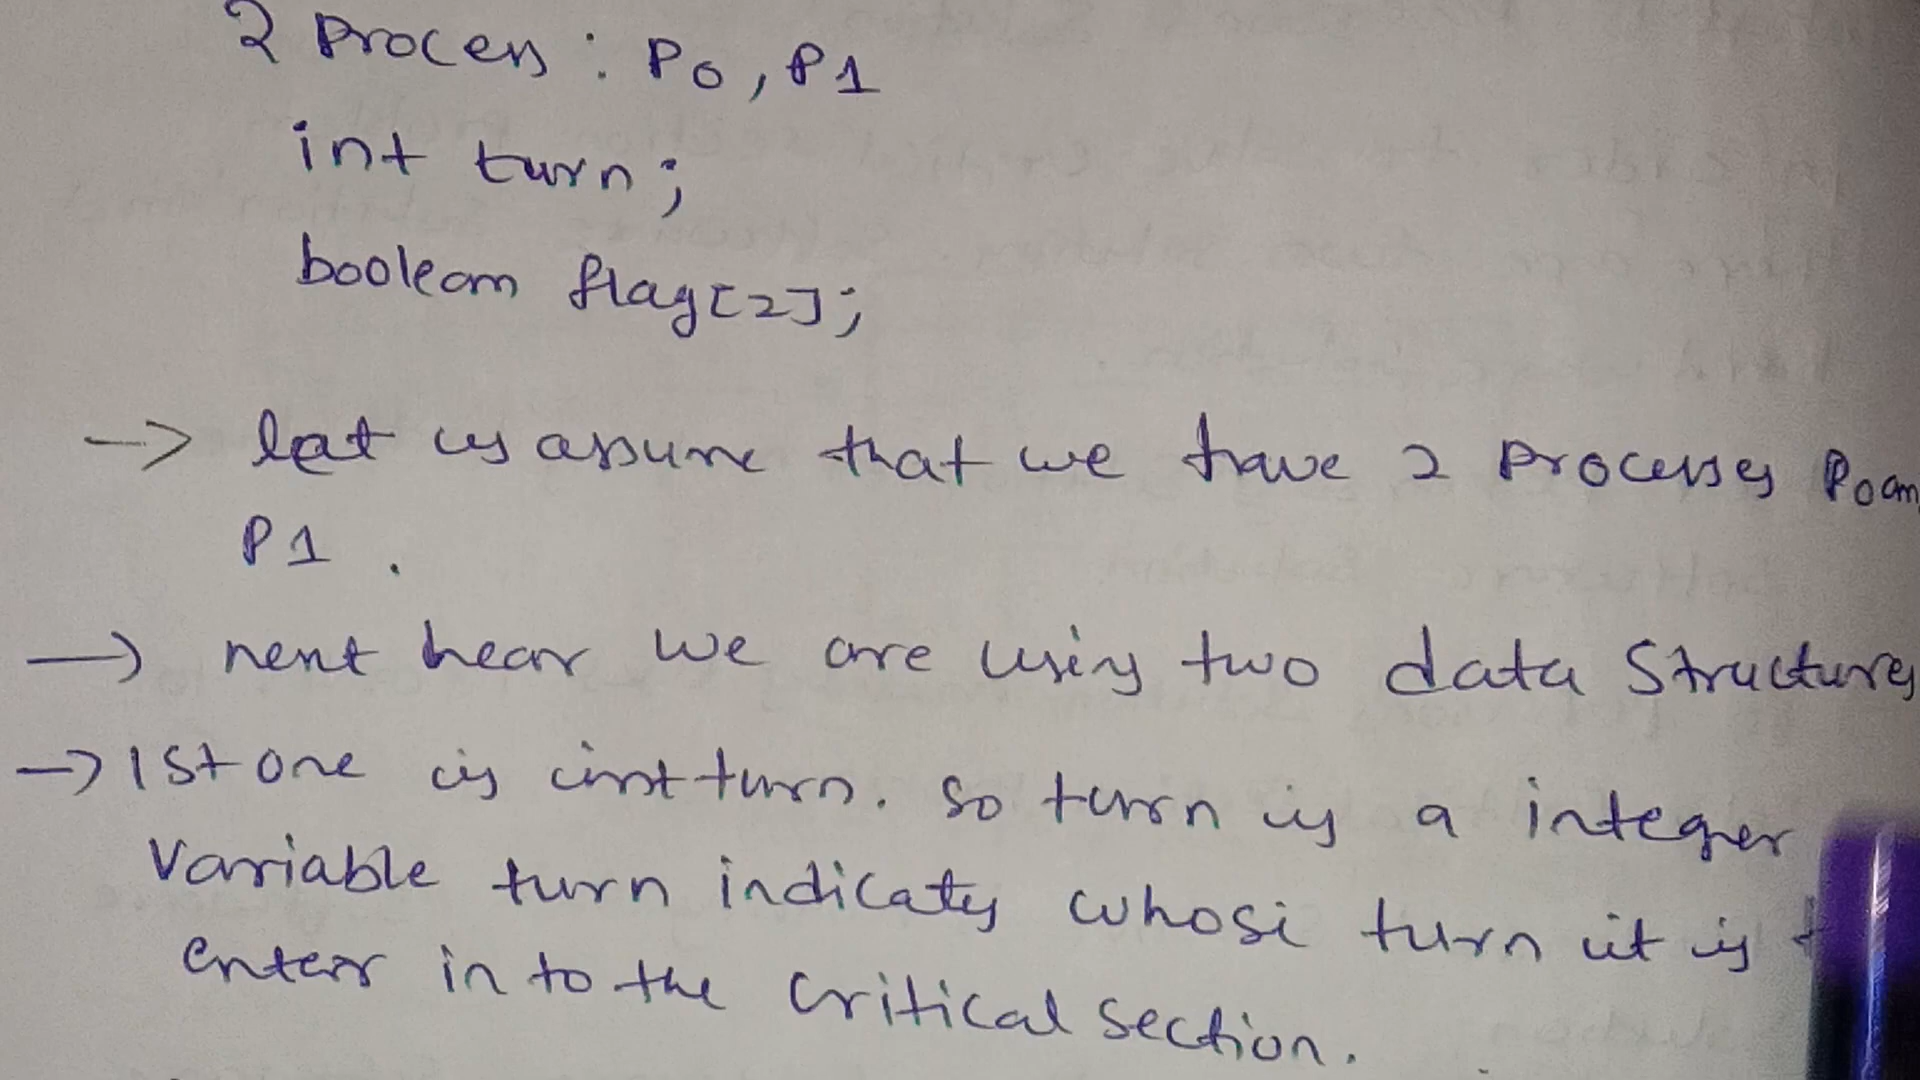 2 Process : P0, P1
int turn;
boolean flag[2];
→ let us assume that we have 2 processes P0 an
P1 .
→ next hear we are using two data structures
→ 1st one is int turn. so turn is a integer
variable turn indicates whose turn it is t
enter in to the critical section.